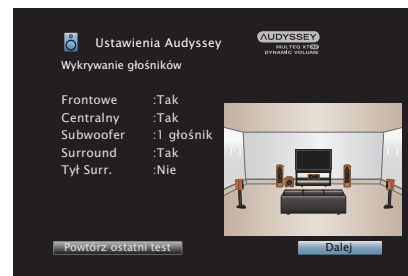 Ustawienia Audyssey
AUDYSSEY
MULTEQ XT32
DYNAMIC VOLUME
Wykrywanie głośników
Frontowe :Tak
Centralny :Tak
Subwoofer :1 głośnik
Surround :Tak
Tył Surr. :Nie
Powtórz ostatni test
Dalej